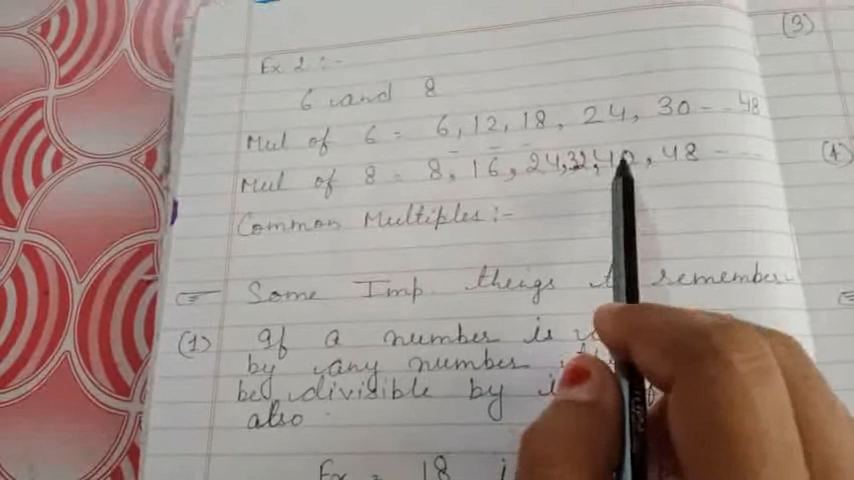 Ex 2 :-
6 and 8
Mul of 6 = 6, 12, 18, 24, 30 - - 48
Mul of 8 = 8, 16, 24, 32, 40, 48 - - -
Common Multiples :-
Some Imp. things remember -
(1) If a number is
by any number
be divisible by
also
Ex = 18
(3)
(4)